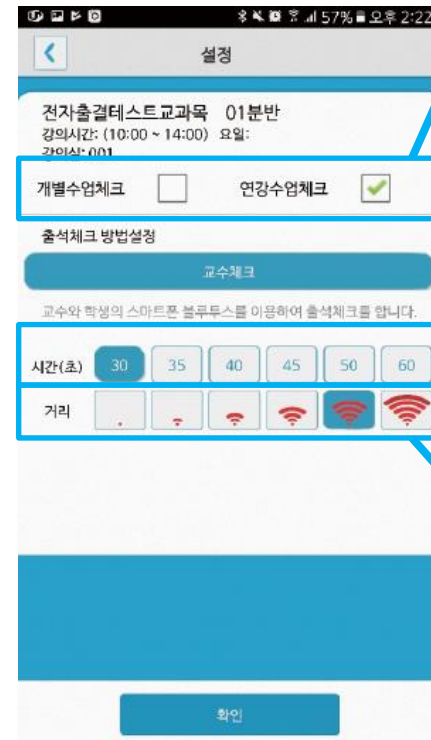 57% 오후 2:22
설정
전자출결테스트교과목 01분반
강의시간: (10:00 ~ 14:00) 요일:
강의실: 001
개별수업체크 연강수업체크
출석체크 방법설정
교수체크
교수와 학생의 스마트폰 블루투스를 이용하여 출석체크를 합니다.
시간(초) 30 35 40 45 50 60
거리
확인